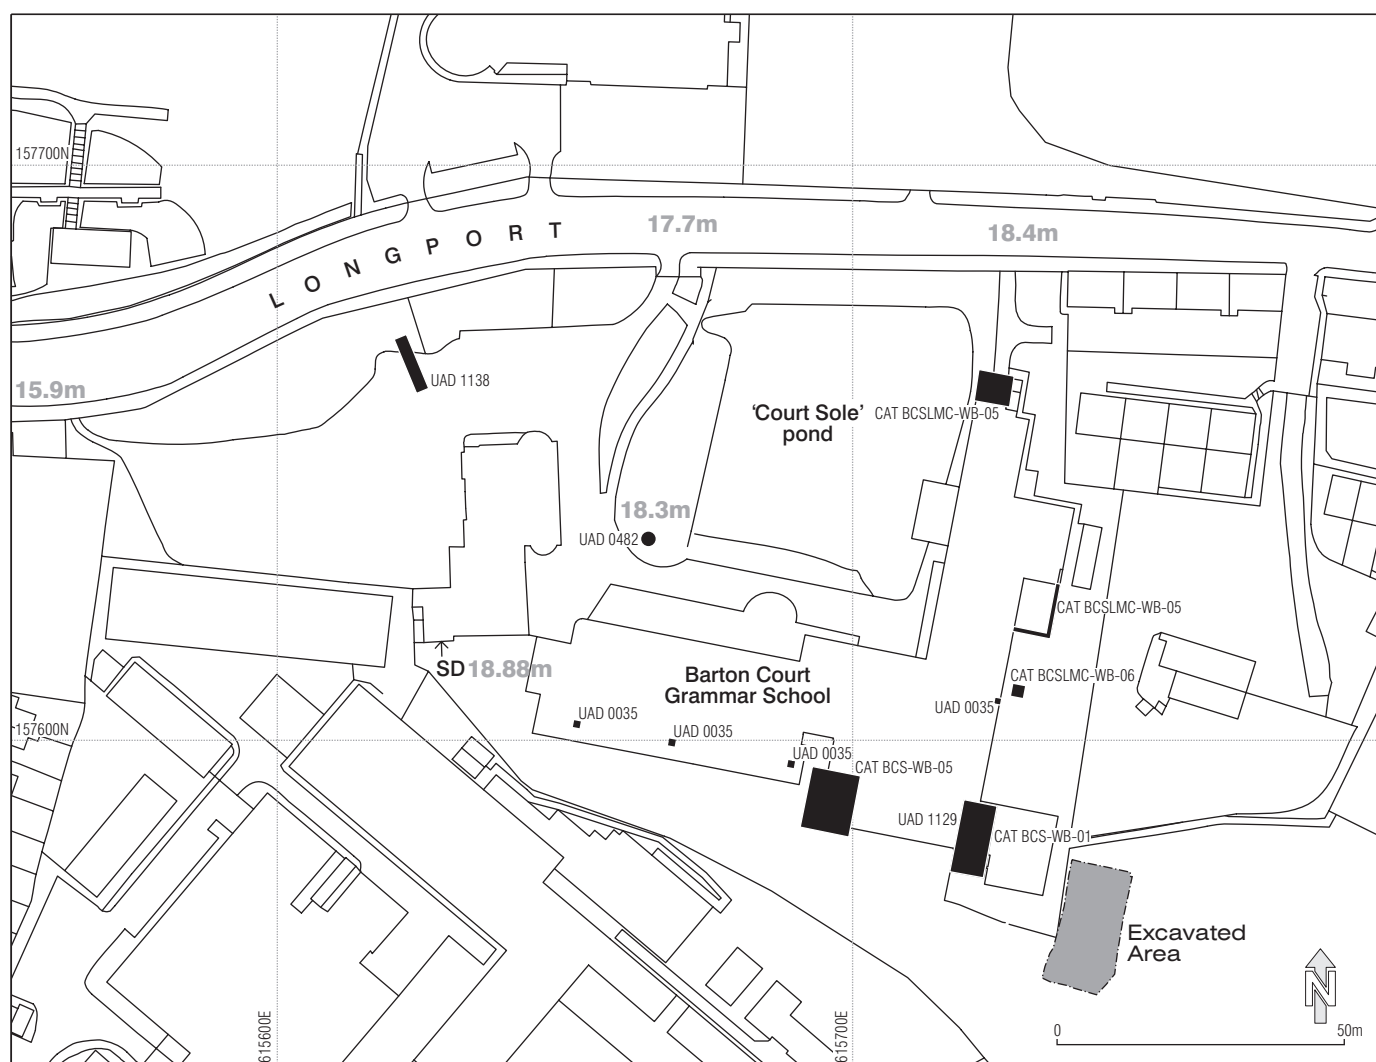 157700N
17.7m
18.4m
LONGPORT
15.9m
UAD 1138
'Court Sole'
pond
CAT BCSLMC-WB-05
18.3m
UAD 0482
CAT BCSLMC-WB-05
SD 18.88m
Barton Court
Grammar School
CAT BCSLMC-WB-06
UAD 0035
UAD 0035
157600N
UAD 0035
UAD 0035
CAT BCS-WB-05
UAD 1129
CAT BCS-WB-01
Excavated
Area
N
615600E
615700E
0
50m